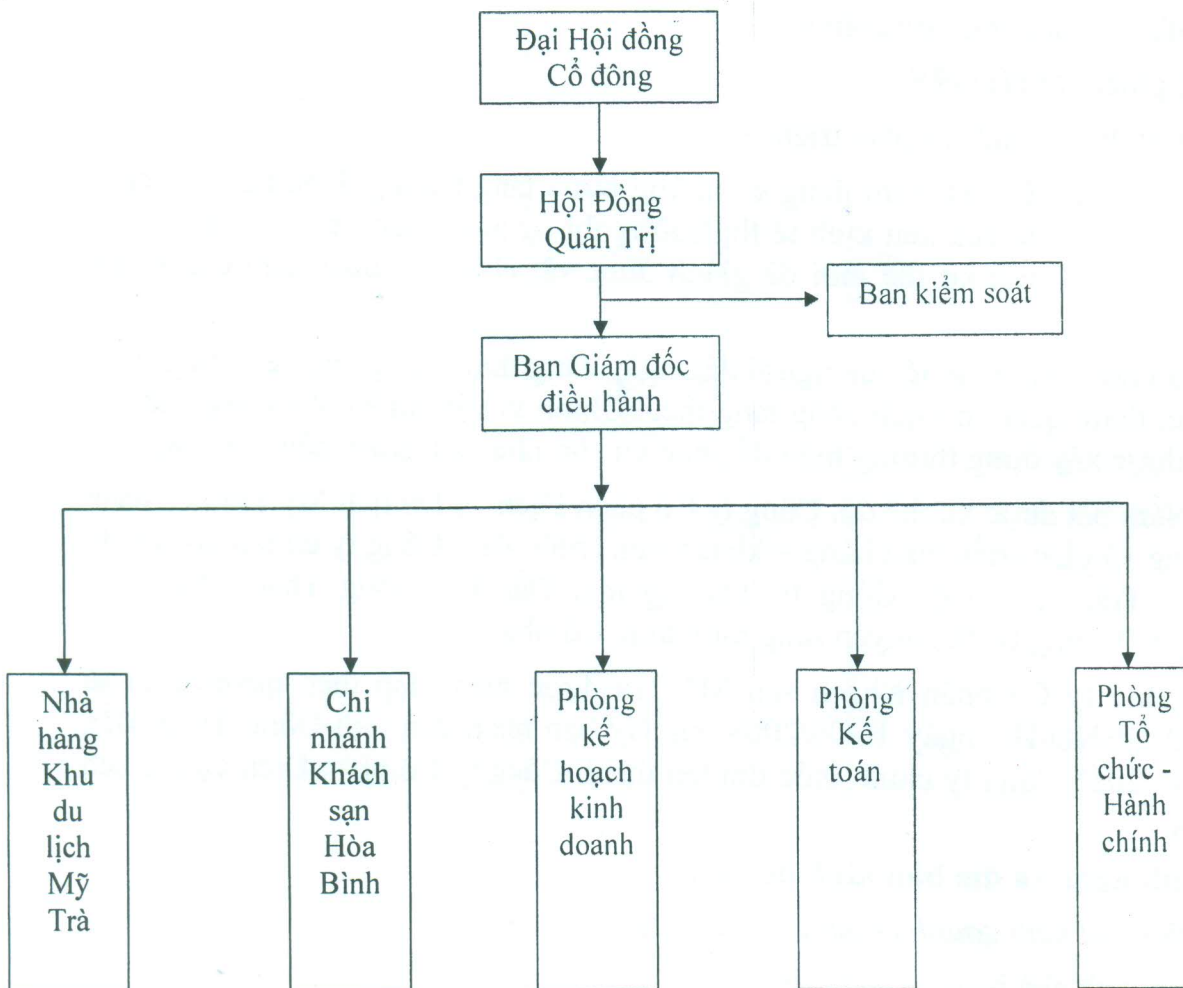 Đại Hội đồng
Cổ đông
Hội Đồng
Quản Trị
Ban kiểm soát
Ban Giám đốc
điều hành
Nhà
hàng
Khu
du
lịch
Mỹ
Trà
Chi
nhánh
Khách
sạn
Hòa
Bình
Phòng
kế
hoạch
kinh
doanh
Phòng
Kế
toán
Phòng
Tổ
chức -
Hành
chính